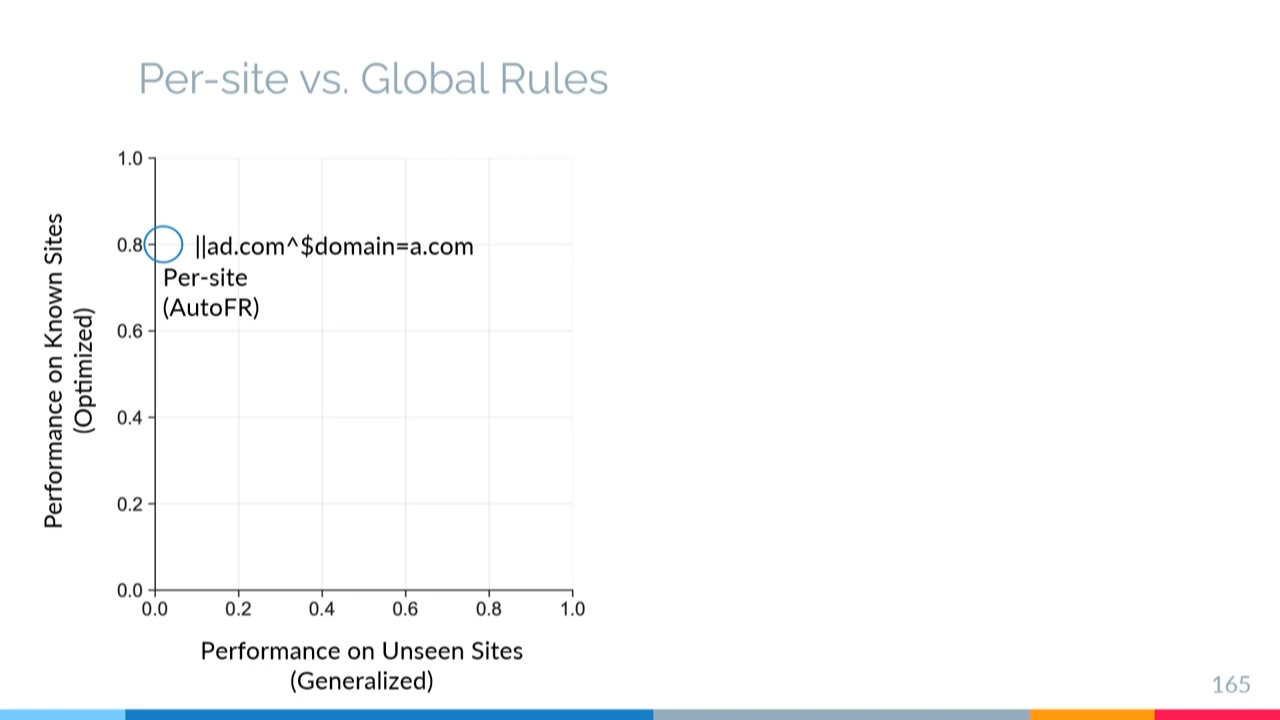 Per-site vs. Global Rules
Performance on Known Sites
(Optimized)
1.0
0.8
||ad.com^$domain=a.com
Per-site
(AutoFR)
0.6
0.4
0.2
0.0
0.0 0.2 0.4 0.6 0.8 1.0
Performance on Unseen Sites
(Generalized)
165